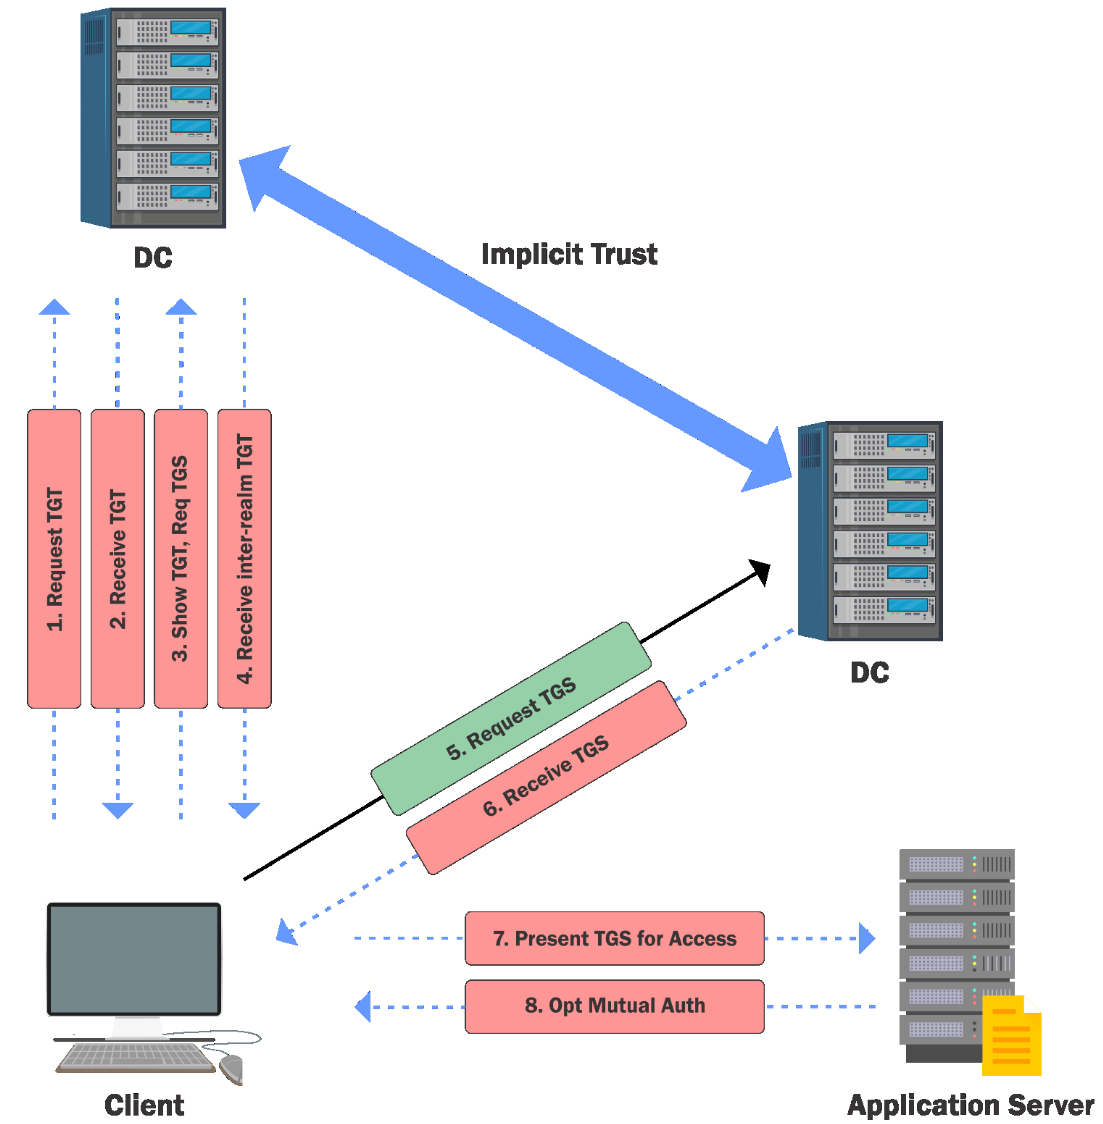 DC
Implicit Trust
1. Request TGT
2. Receive TGT
3. Show TGT, Req TGS
4. Receive inter-realm TGT
DC
5. Request TGS
6. Receive TGS
7. Present TGS for Access
8. Opt Mutual Auth
Client
Application Server